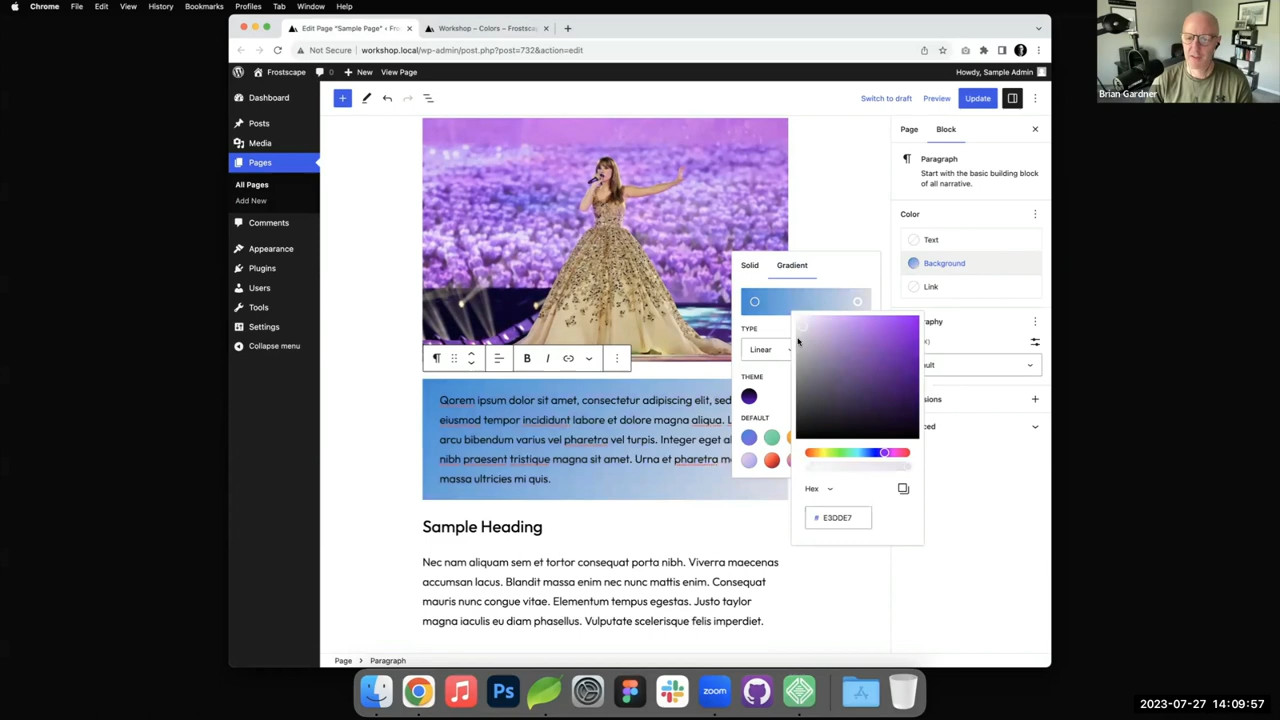 Chrome File Edit View History Bookmarks Profiles Tab Window Help
Edit Page "Sample Page" ‹ Fro
Workshop – Colors – Frostscap
Not Secure workshop.local/wp-admin/post.php?post=732&action=edit
Frostscape 0 New View Page
Howdy, Sample Admin
Brian Gardner
Dashboard
Posts
Media
Pages
All Pages
Add New
Comments
Appearance
Plugins
Users
Tools
Settings
Collapse menu
Switch to draft Preview Update
Page Block
Paragraph
Start with the basic building block
of all narrative.
Color
Text
Background
Link
Solid Gradient
TYPE
Linear
THEME
DEFAULT
Hex
# E3DDE7
B I
Qorem ipsum dolor sit amet, consectetur adipiscing elit, sed
eiusmod tempor incididunt labore et dolore magna aliqua.
arcu bibendum varius vel pharetra vel turpis. Integer eget al
nibh praesent tristique magna sit amet. Urna et pharetra
massa ultricies mi quis.
Sample Heading
Nec nam aliquam sem et tortor consequat porta nibh. Viverra maecenas
accumsan lacus. Blandit massa enim nec nunc mattis enim. Consequat
mauris nunc congue vitae. Elementum tempus egestas. Justo taylor
magna iaculis eu diam phasellus. Vulputate scelerisque felis imperdiet.
Page Paragraph
Ps
zoom
2023-07-27 14:09:57